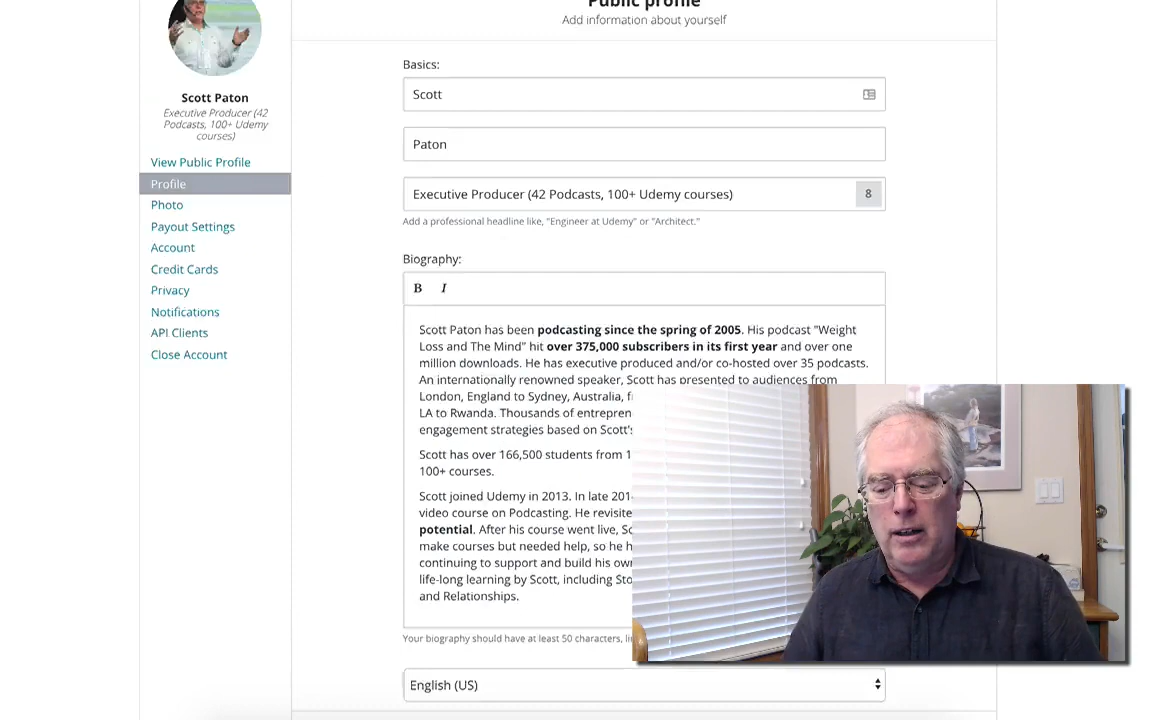 Public profile
Add information about yourself
Scott Paton
Executive Producer (42
Podcasts, 100+ Udemy
courses)
View Public Profile
Profile
Photo
Payout Settings
Account
Credit Cards
Privacy
Notifications
API Clients
Close Account
Basics:
Scott
Paton
Executive Producer (42 Podcasts, 100+ Udemy courses)
8
Add a professional headline like, "Engineer at Udemy" or "Architect."
Biography:
B I
Scott Paton has been podcasting since the spring of 2005. His podcast "Weight
Loss and The Mind" hit over 375,000 subscribers in its first year and over one
million downloads. He has executive produced and/or co-hosted over 35 podcasts.
An internationally renowned speaker, Scott has presented to audiences from
London, England to Sydney, Australia,
LA to Rwanda. Thousands of
engagement strategies based on Scott's
Scott has over 166,500 students from
100+ courses.
Scott joined Udemy in 2013. In late
video course on Podcasting. He
potential. After his course went live,
make courses but needed help, so he
continuing to support and build his
life-long learning by Scott, including
and Relationships.
Your biography should have at least 50 characters,
English (US)